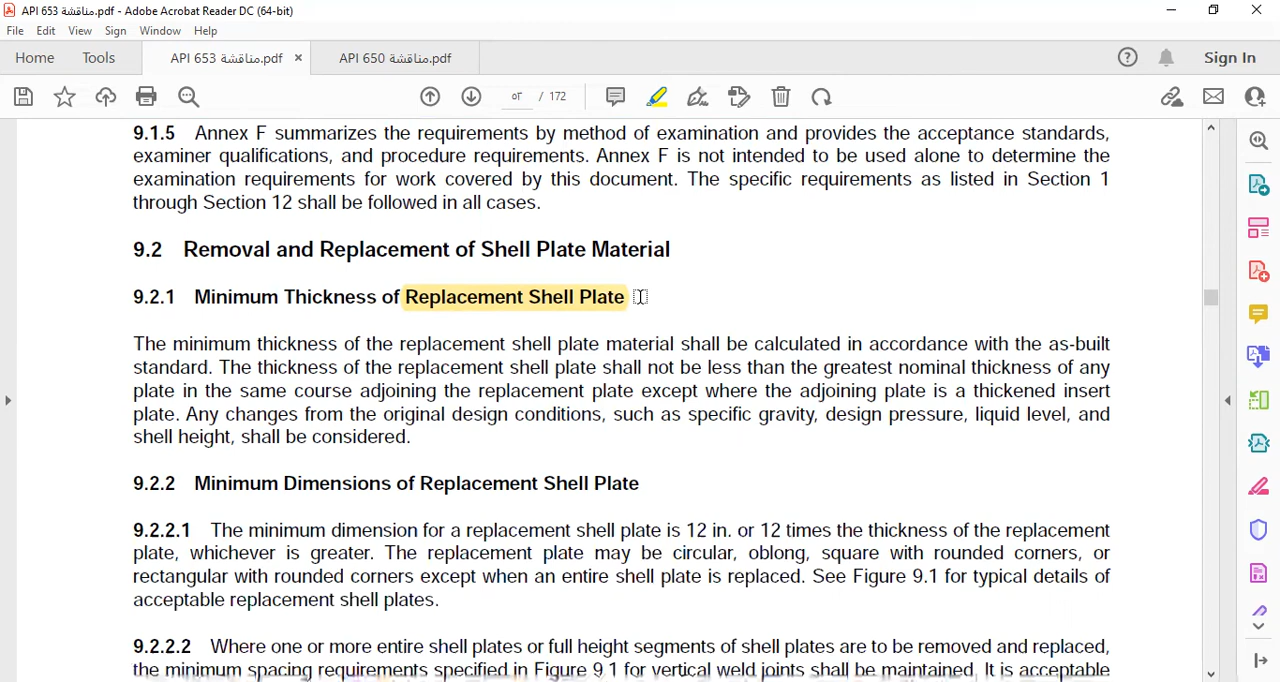 API 653 مناقشة.pdf - Adobe Acrobat Reader DC (64-bit)
File Edit View Sign Window Help
Home Tools API 653 مناقشة.pdf × API 650 مناقشة.pdf Sign In
٥٢ / 172
9.1.5 Annex F summarizes the requirements by method of examination and provides the acceptance standards,
examiner qualifications, and procedure requirements. Annex F is not intended to be used alone to determine the
examination requirements for work covered by this document. The specific requirements as listed in Section 1
through Section 12 shall be followed in all cases.
9.2 Removal and Replacement of Shell Plate Material
9.2.1 Minimum Thickness of Replacement Shell Plate
The minimum thickness of the replacement shell plate material shall be calculated in accordance with the as-built
standard. The thickness of the replacement shell plate shall not be less than the greatest nominal thickness of any
plate in the same course adjoining the replacement plate except where the adjoining plate is a thickened insert
plate. Any changes from the original design conditions, such as specific gravity, design pressure, liquid level, and
shell height, shall be considered.
9.2.2 Minimum Dimensions of Replacement Shell Plate
9.2.2.1 The minimum dimension for a replacement shell plate is 12 in. or 12 times the thickness of the replacement
plate, whichever is greater. The replacement plate may be circular, oblong, square with rounded corners, or
rectangular with rounded corners except when an entire shell plate is replaced. See Figure 9.1 for typical details of
acceptable replacement shell plates.
9.2.2.2 Where one or more entire shell plates or full height segments of shell plates are to be removed and replaced,
the minimum spacing requirements specified in Figure 9.1 for vertical weld joints shall be maintained. It is acceptable